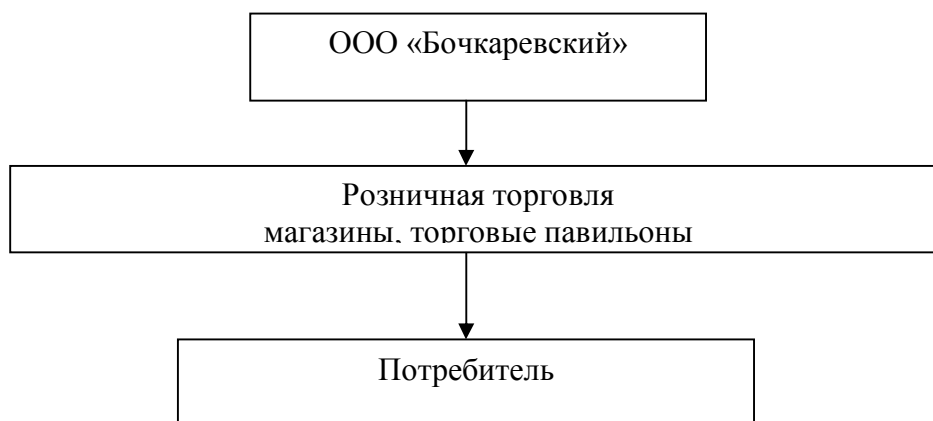 ООО «Бочкаревский»
Розничная торговля
магазины, торговые павильоны
Потребитель